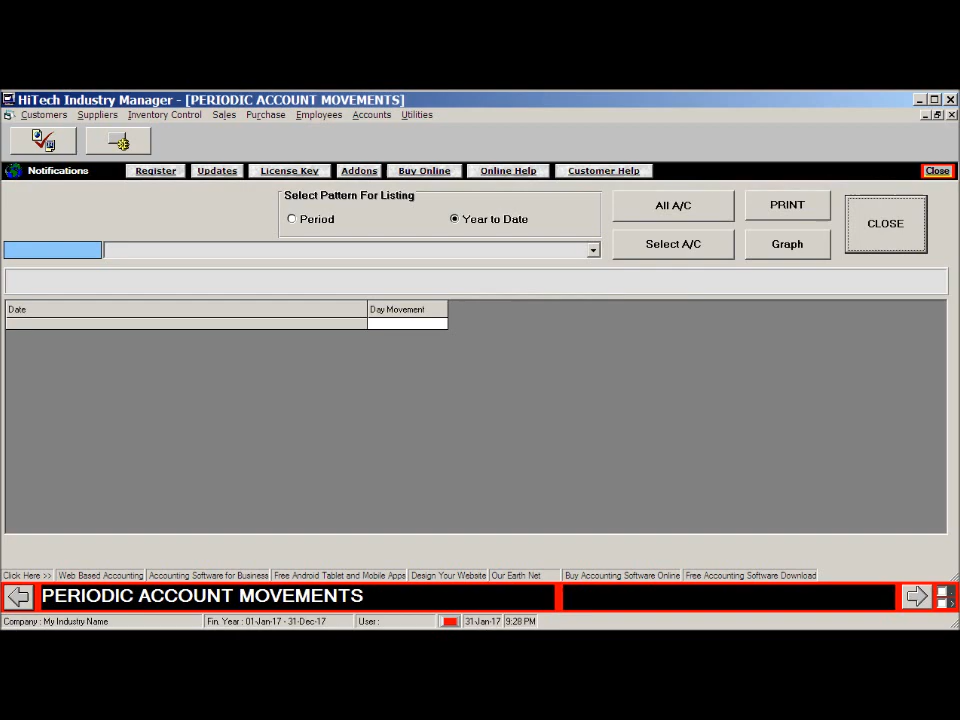 HiTech Industry Manager - [PERIODIC ACCOUNT MOVEMENTS]
Customers Suppliers Inventory Control Sales Purchase Employees Accounts Utilities
Notifications Register Updates License Key Addons Buy Online Online Help Customer Help Close
Select Pattern For Listing
Period Year to Date
All A/C PRINT
CLOSE
Select A/C Graph
Date Day Movement
Click Here >> Web Based Accounting Accounting Software for Business Free Android Tablet and Mobile Apps Design Your Website Our Earth Net Buy Accounting Software Online Free Accounting Software Download
PERIODIC ACCOUNT MOVEMENTS
Company : My Industry Name Fin. Year : 01-Jan-17 - 31-Dec-17 User : 31-Jan-17 9:28 PM